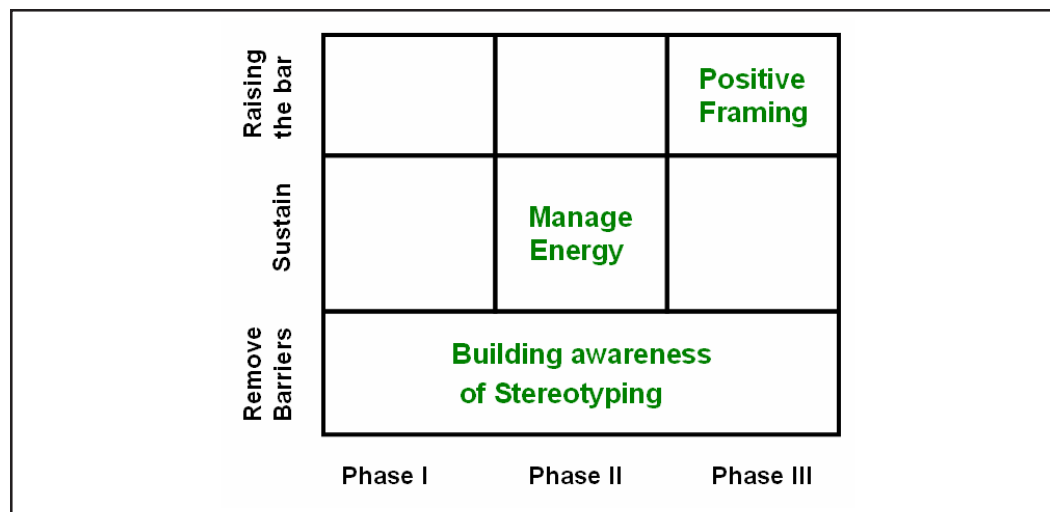 Raising
the bar
Positive
Framing
Sustain
Manage
Energy
Remove
Barriers
Building awareness
of Stereotyping
Phase I
Phase II
Phase III